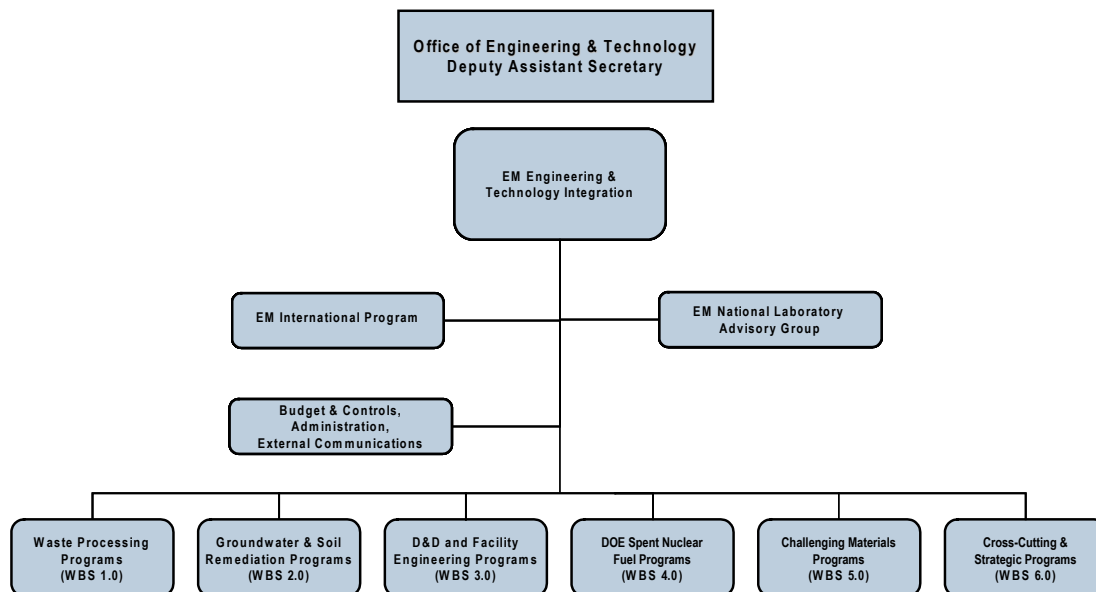 Office of Engineering & Technology
Deputy Assistant Secretary
EM Engineering &
Technology Integration
EM International Program
EM National Laboratory
Advisory Group
Budget & Controls,
Administration,
External Communications
Waste Processing
Programs
(WBS 1.0)
Groundwater & Soil
Remediation Programs
(WBS 2.0)
D&D and Facility
Engineering Programs
(WBS 3.0)
DOE Spent Nuclear
Fuel Programs
(WBS 4.0)
Challenging Materials
Programs
(WBS 5.0)
Cross-Cutting &
Strategic Programs
(WBS 6.0)